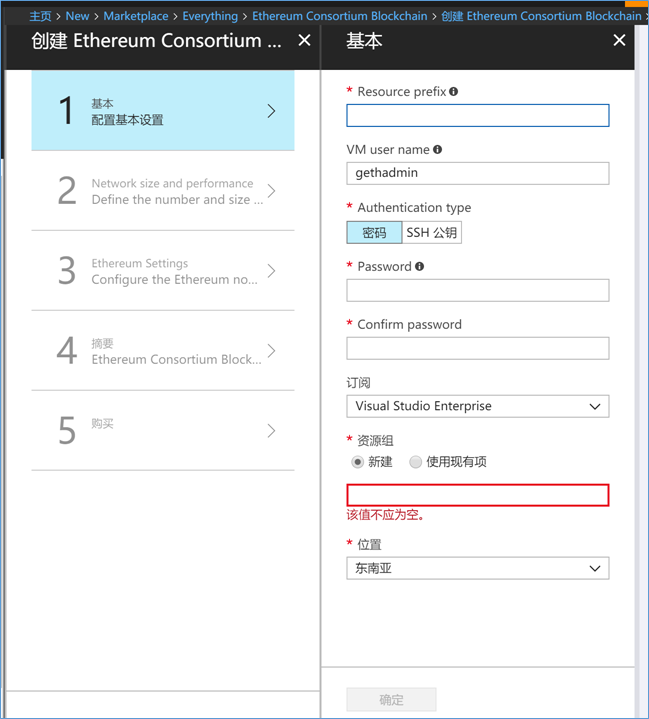 主页 > New > Marketplace > Everything > Ethereum Consortium Blockchain > 创建 Ethereum Consortium Blockchain >
创建 Ethereum Consortium ...
1
基本
配置基本设置
2
Network size and performance
Define the number and size ...
3
Ethereum Settings
Configure the Ethereum no...
4
摘要
Ethereum Consortium Block...
5
购买
基本
* Resource prefix
VM user name
gethadmin
* Authentication type
密码 SSH 公钥
* Password
* Confirm password
订阅
Visual Studio Enterprise
* 资源组
新建 使用现有项
该值不应为空。
* 位置
东南亚
确定